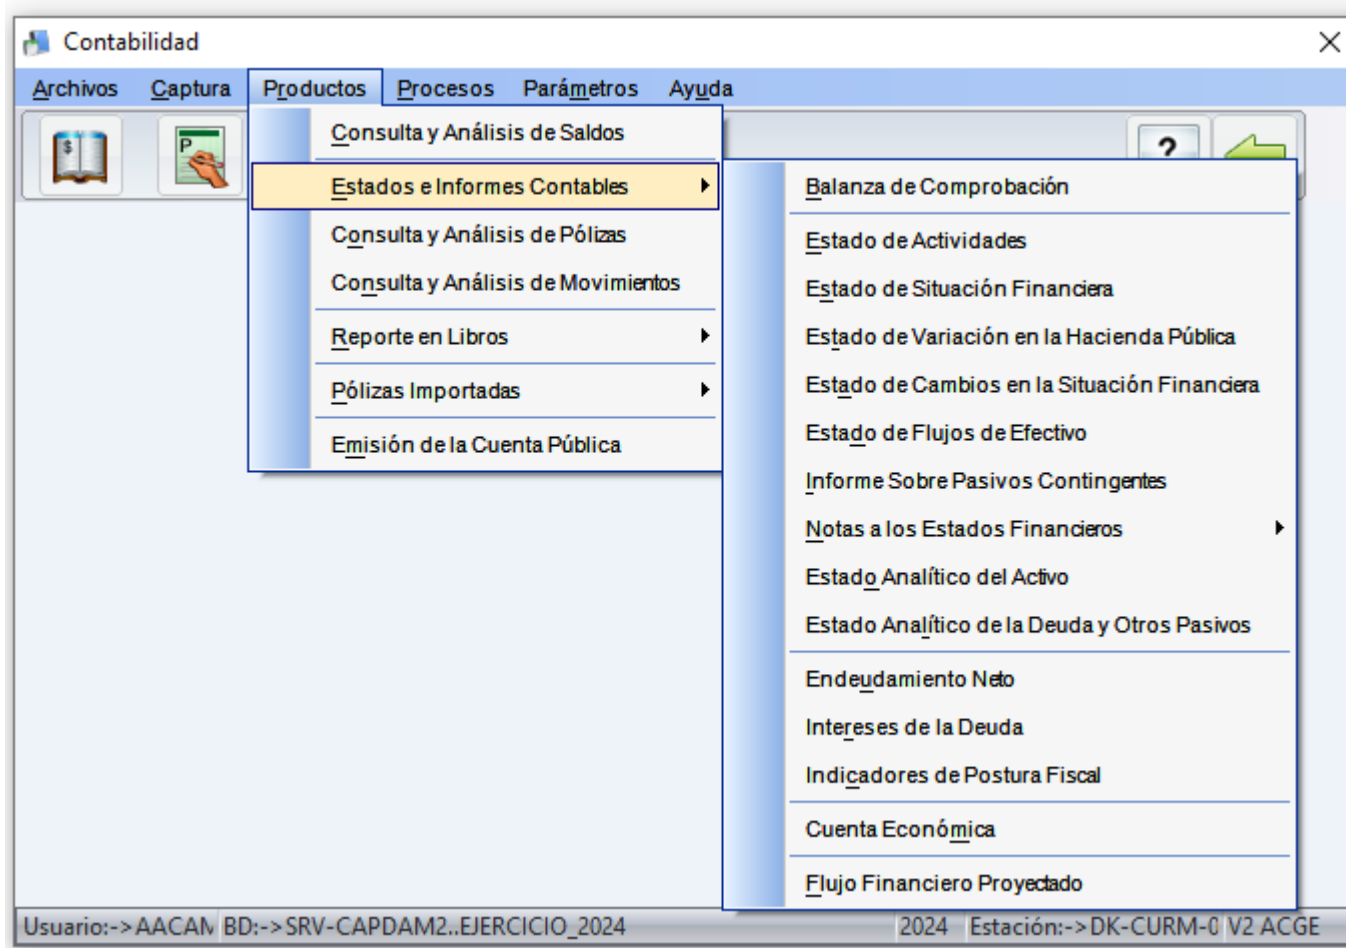 Contabilidad
Archivos Captura Productos Procesos Parámetros Ayuda
$ P ?
Consulta y Análisis de Saldos
Estados e Informes Contables
Consulta y Análisis de Pólizas
Consulta y Análisis de Movimientos
Reporte en Libros
Pólizas Importadas
Emisión de la Cuenta Pública
Balanza de Comprobación
Estado de Actividades
Estado de Situación Financiera
Estado de Variación en la Hacienda Pública
Estado de Cambios en la Situación Financiera
Estado de Flujos de Efectivo
Informe Sobre Pasivos Contingentes
Notas a los Estados Financieros
Estado Analítico del Activo
Estado Analítico de la Deuda y Otros Pasivos
Endeudamiento Neto
Intereses de la Deuda
Indicadores de Postura Fiscal
Cuenta Económica
Flujo Financiero Proyectado
Usuario:->AACAM BD:->SRV-CAPDAM2..EJERCICIO_2024 2024 Estación:->DK-CURM-0 V2 ACGE